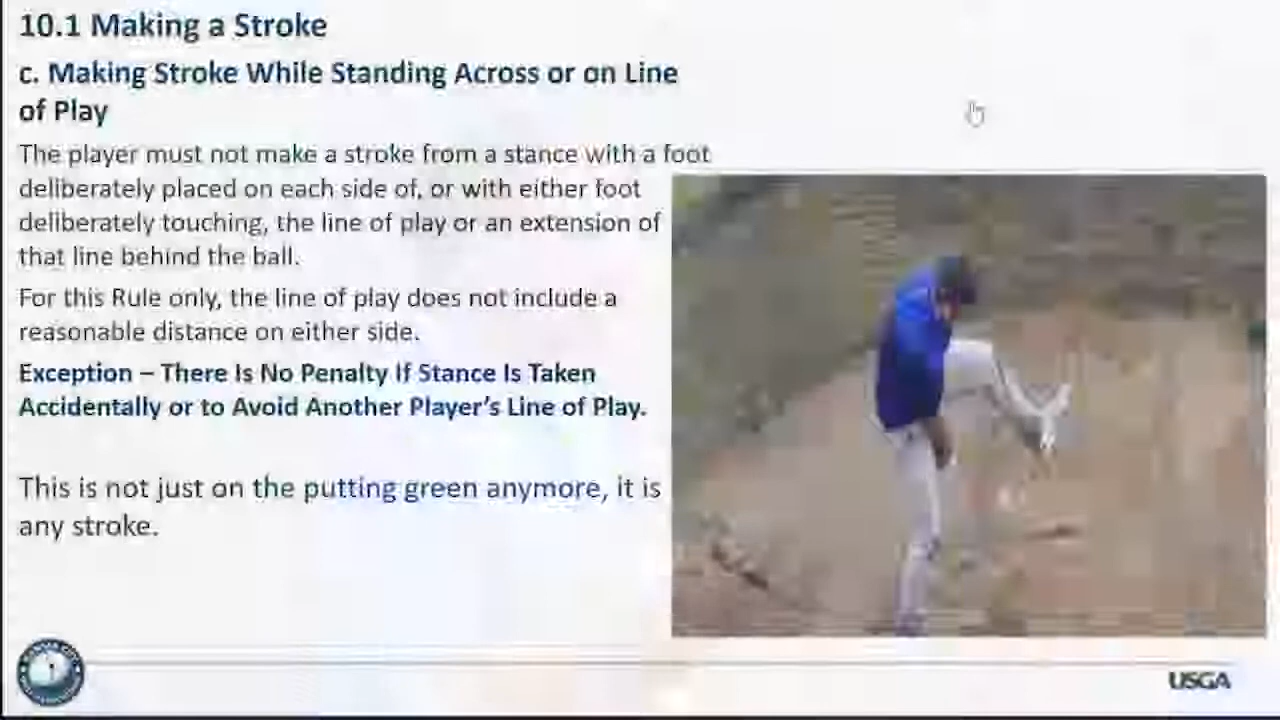 10.1 Making a Stroke
c. Making Stroke While Standing Across or on Line
of Play
The player must not make a stroke from a stance with a foot
deliberately placed on each side of, or with either foot
deliberately touching, the line of play or an extension of
that line behind the ball.
For this Rule only, the line of play does not include a
reasonable distance on either side.
Exception – There Is No Penalty If Stance Is Taken
Accidentally or to Avoid Another Player's Line of Play.
This is not just on the putting green anymore, it is
any stroke.
USGA